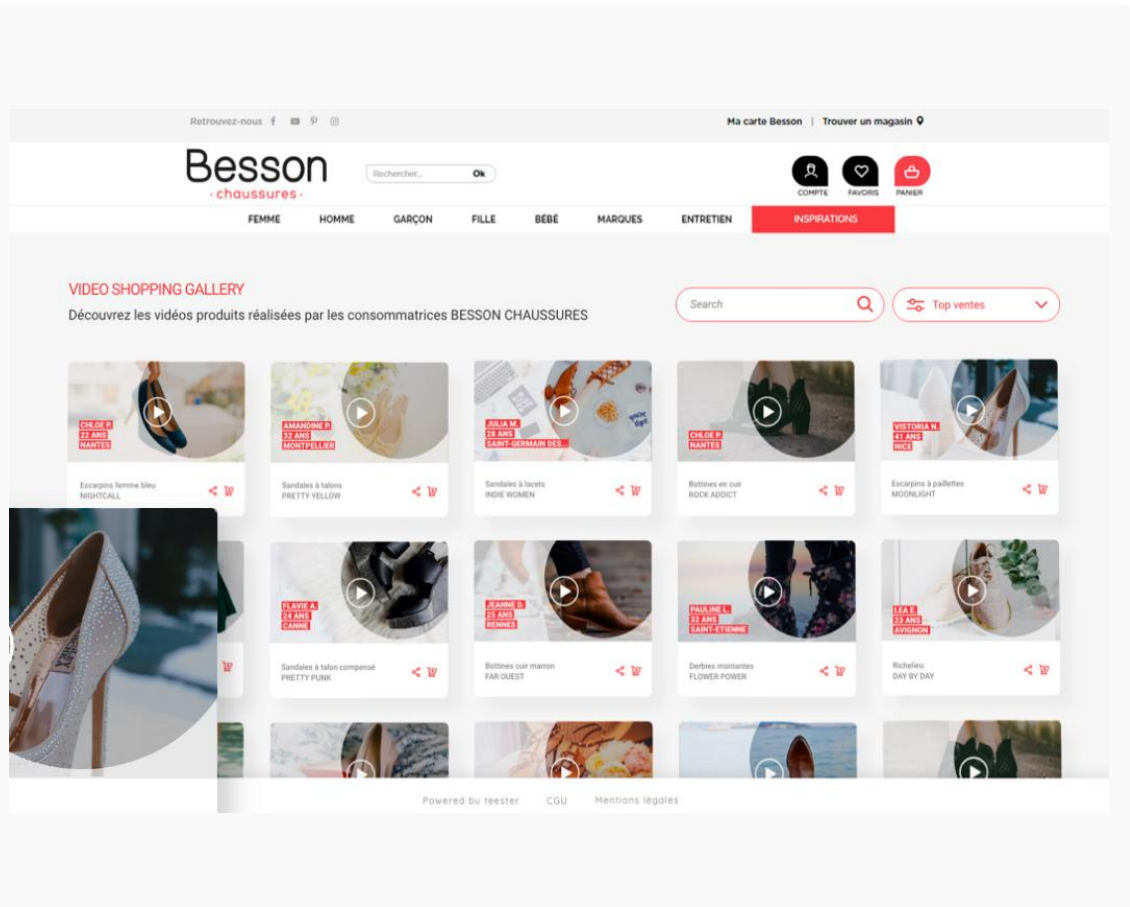 Retrouvez-nous
Ma carte Besson | Trouver un magasin
Besson
· chaussures ·
Rechercher... Ok
COMPTE FAVORIS PANIER
FEMME HOMME GARÇON FILLE BÉBÉ MARQUES ENTRETIEN INSPIRATIONS
VIDEO SHOPPING GALLERY
Découvrez les vidéos produits réalisées par les consommatrices BESSON CHAUSSURES
Search
Top ventes
CHLOE P.
22 ANS
NANTES
Escarpins femme bleu
NIGHTCALL
AMANDINE P.
32 ANS
MONTPELLIER
Sandales à talons
PRETTY YELLOW
JULIA M.
28 ANS
SAINT-GERMAIN DES...
Sandales à lacets
INDIE WOMEN
CHLOE P.
NANTES
Bottines en cuir
ROCK ADDICT
VISTORIA N.
41 ANS
NICE
Escarpins à paillettes
MOONLIGHT
FLAVIE A.
24 ANS
CANNE
Sandales à talon compensé
PRETTY PUNK
JEANNE D.
25 ANS
RENNES
Bottines cuir marron
FAR OUEST
PAULINE L.
32 ANS
SAINT-ETIENNE
Derbies montantes
FLOWER POWER
LEA E.
23 ANS
AVIGNON
Richelieu
DAY BY DAY
Powered bu teester CGU Mentions légales